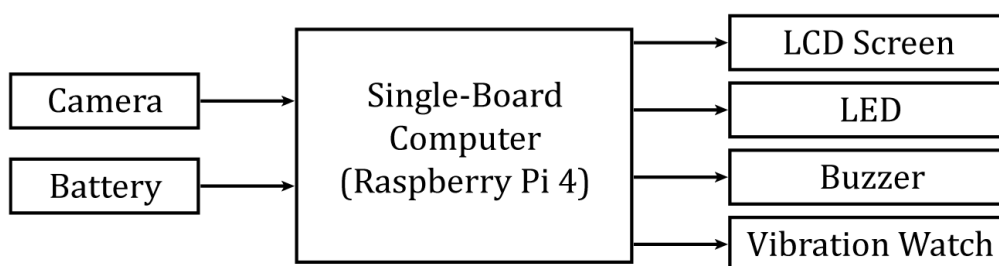 Camera
Battery
Single-Board
Computer
(Raspberry Pi 4)
LCD Screen
LED
Buzzer
Vibration Watch